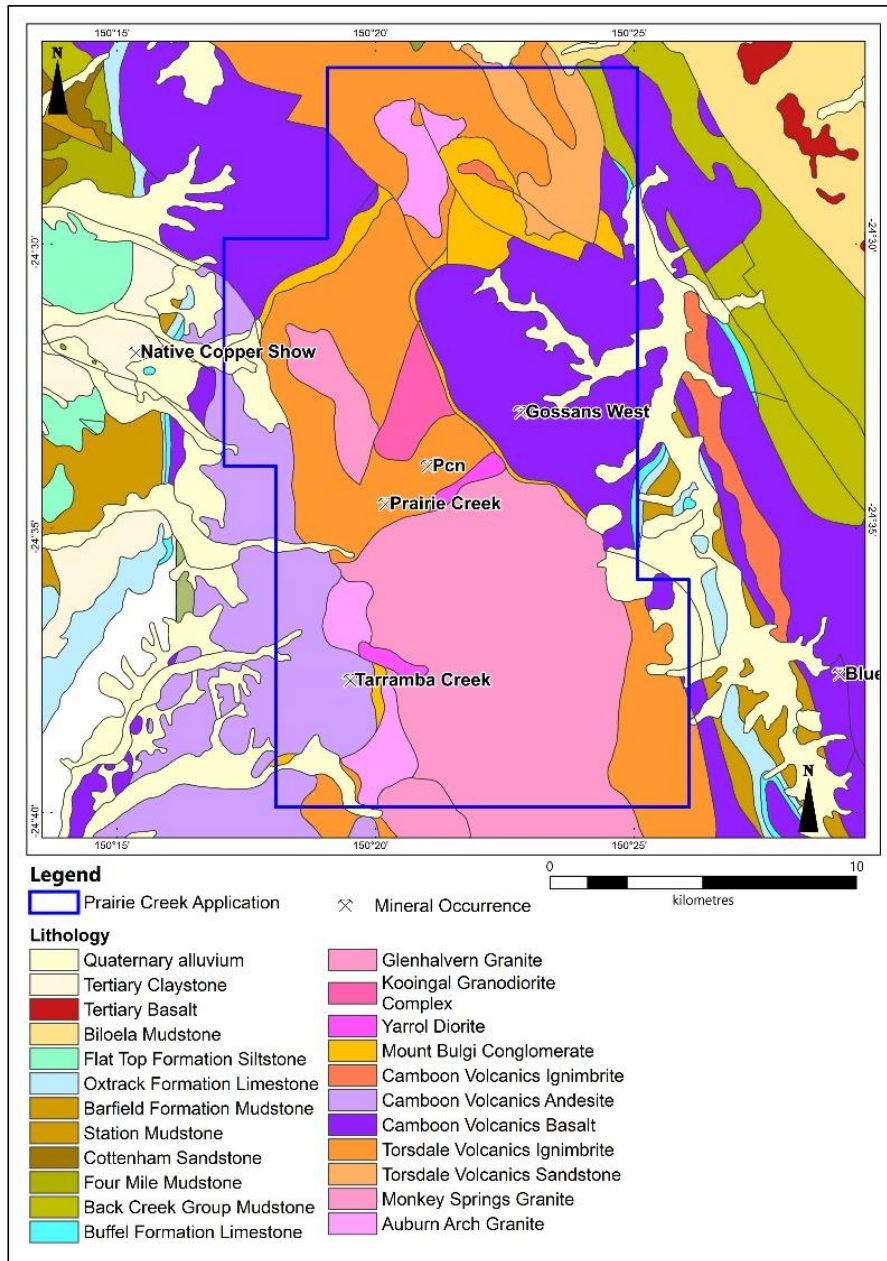 150°15' 150°20' 150°25'
N
-24°30' -24°30'
Native Copper Show
Gossans West
Pcn
Prairie Creek
-24°35' -24°35'
Tarramba Creek
Blue
N
-24°40' -24°40'
150°15' 150°20' 150°25'
Legend
0 10
kilometres
Prairie Creek Application
Mineral Occurrence
Lithology
Quaternary alluvium
Tertiary Claystone
Tertiary Basalt
Biloela Mudstone
Flat Top Formation Siltstone
Oxtrack Formation Limestone
Barfield Formation Mudstone
Station Mudstone
Cottenham Sandstone
Four Mile Mudstone
Back Creek Group Mudstone
Buffel Formation Limestone
Glenhalvern Granite
Kooingal Granodiorite
Complex
Yarrol Diorite
Mount Bulgi Conglomerate
Camboon Volcanics Ignimbrite
Camboon Volcanics Andesite
Camboon Volcanics Basalt
Torsdale Volcanics Ignimbrite
Torsdale Volcanics Sandstone
Monkey Springs Granite
Auburn Arch Granite